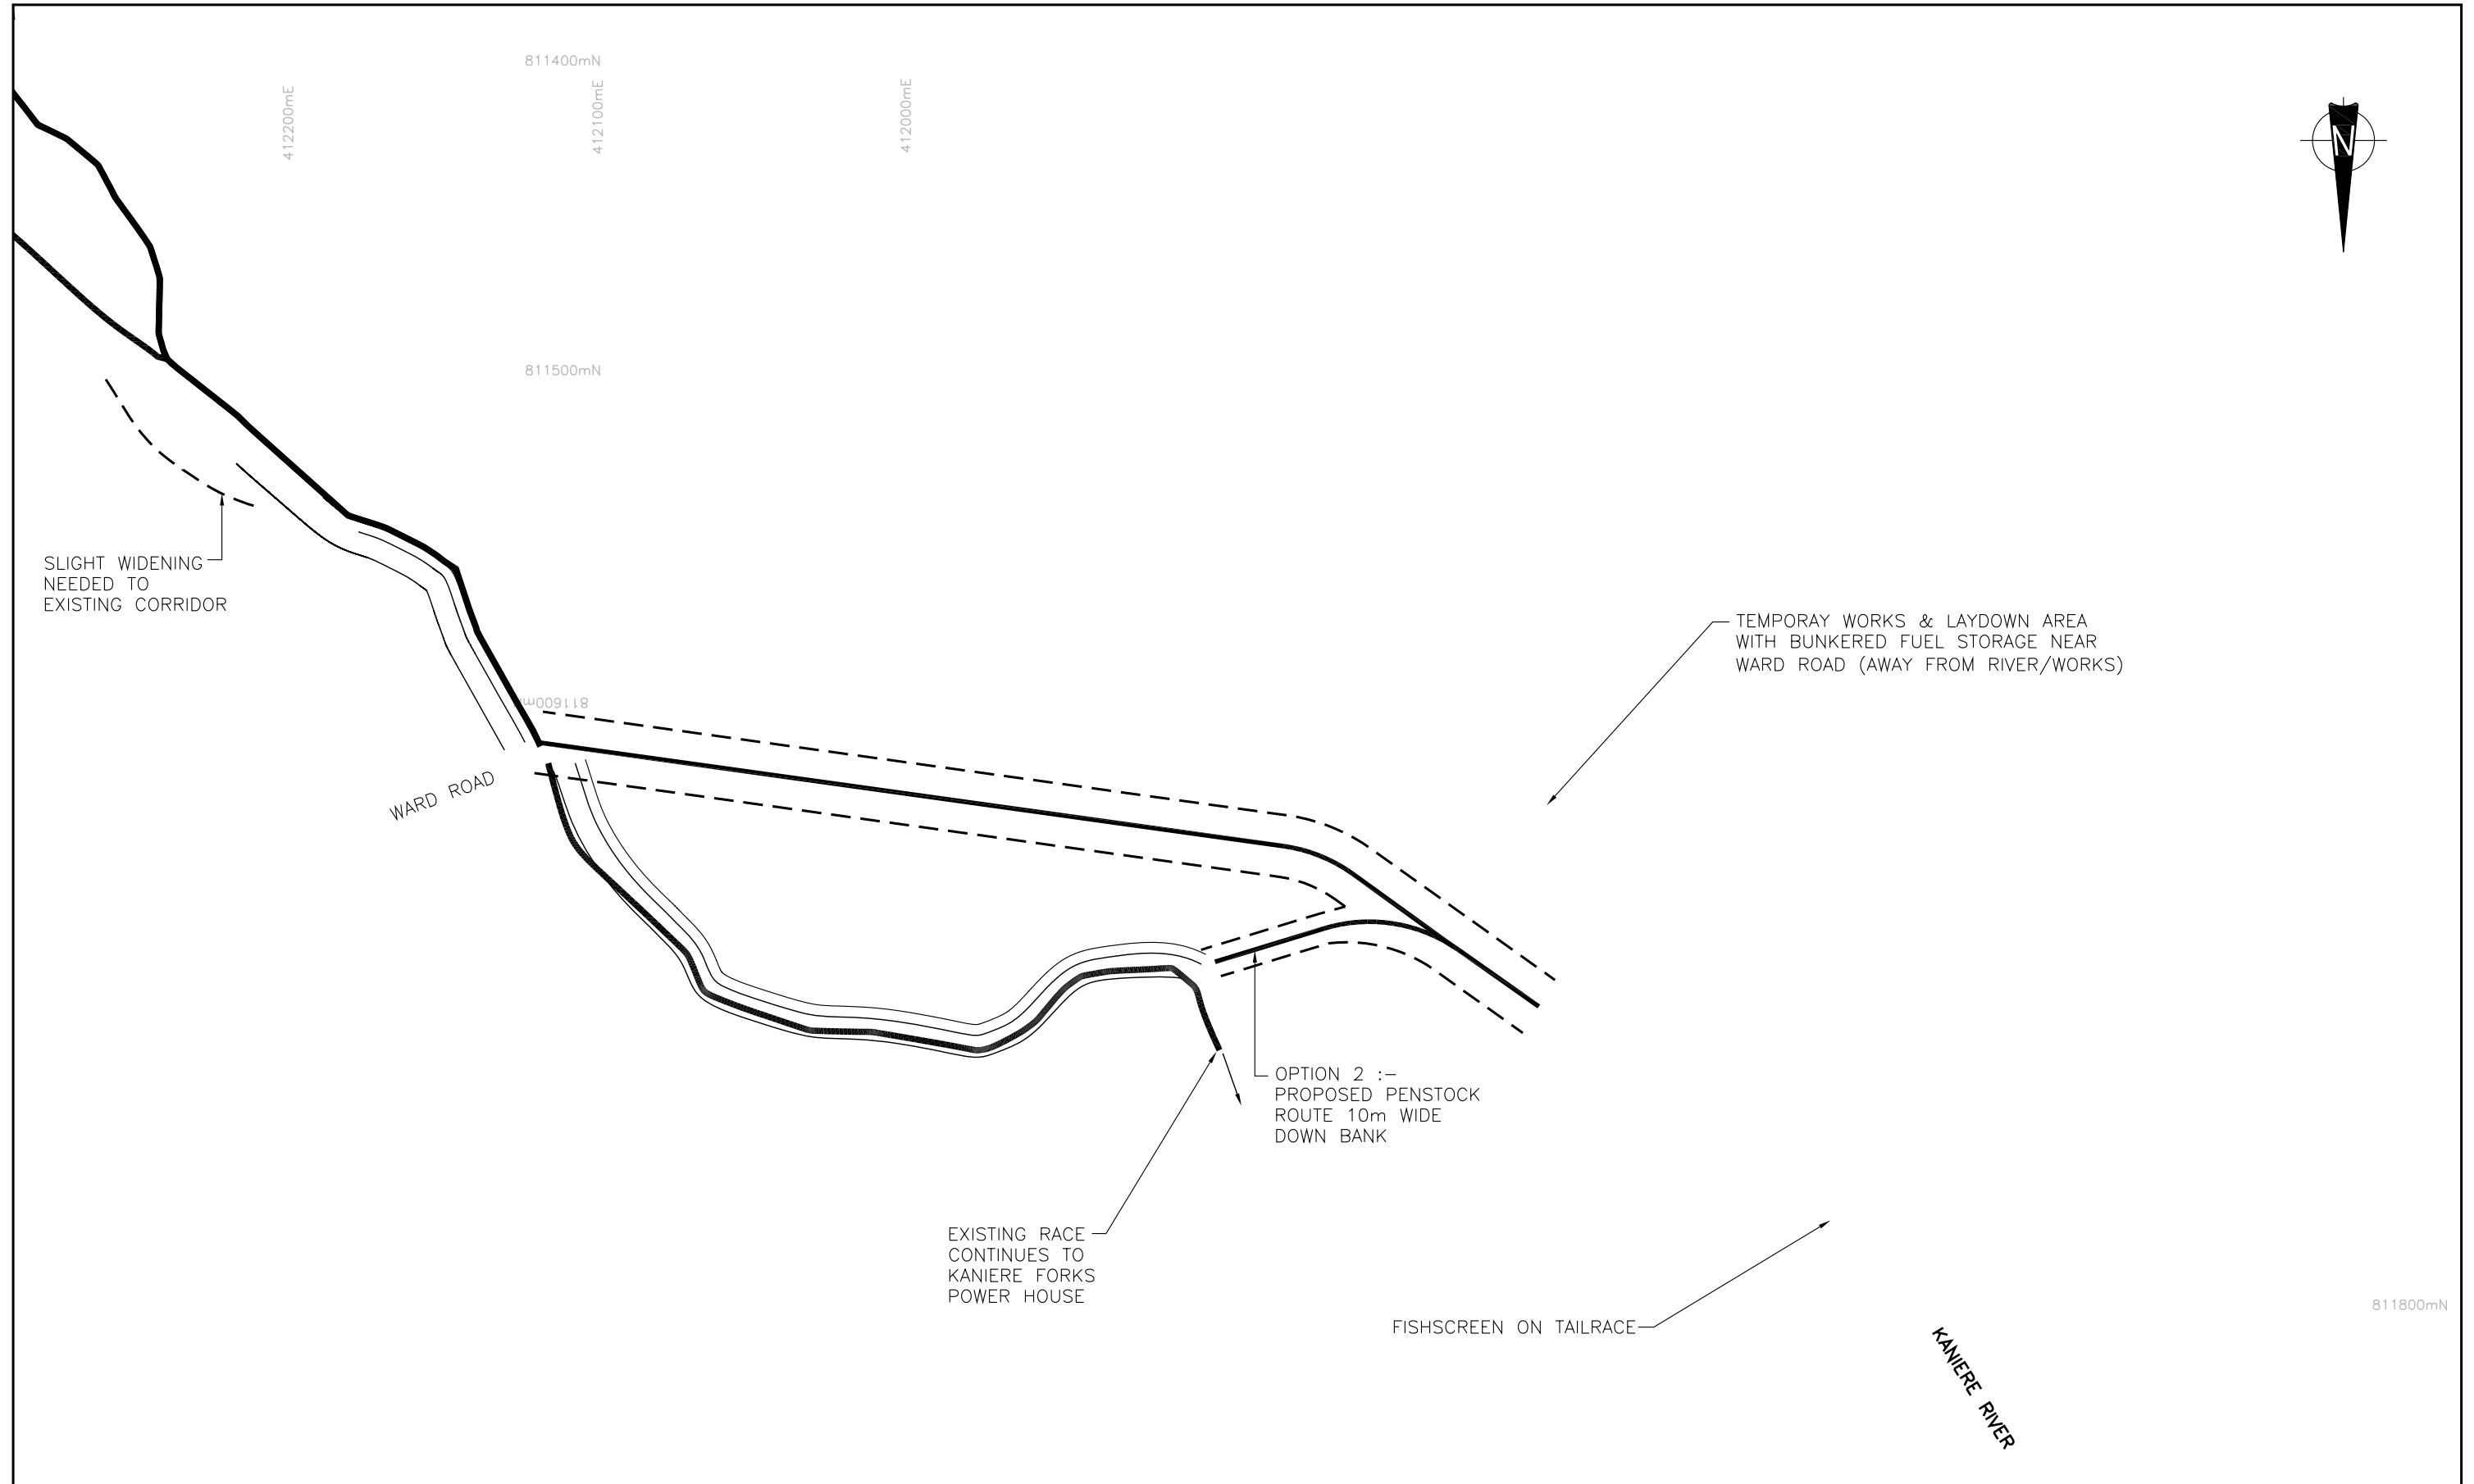 811400mN
412200mE
412100mE
412000mE
N
811500mN
SLIGHT WIDENING
NEEDED TO
EXISTING CORRIDOR
TEMPORAY WORKS & LAYDOWN AREA
WITH BUNKERED FUEL STORAGE NEAR
WARD ROAD (AWAY FROM RIVER/WORKS)
811600m
WARD ROAD
OPTION 2 :-
PROPOSED PENSTOCK
ROUTE 10m WIDE
DOWN BANK
EXISTING RACE
CONTINUES TO
KANIERE FORKS
POWER HOUSE
FISHSCREEN ON TAILRACE
811800mN
KANIERE RIVER